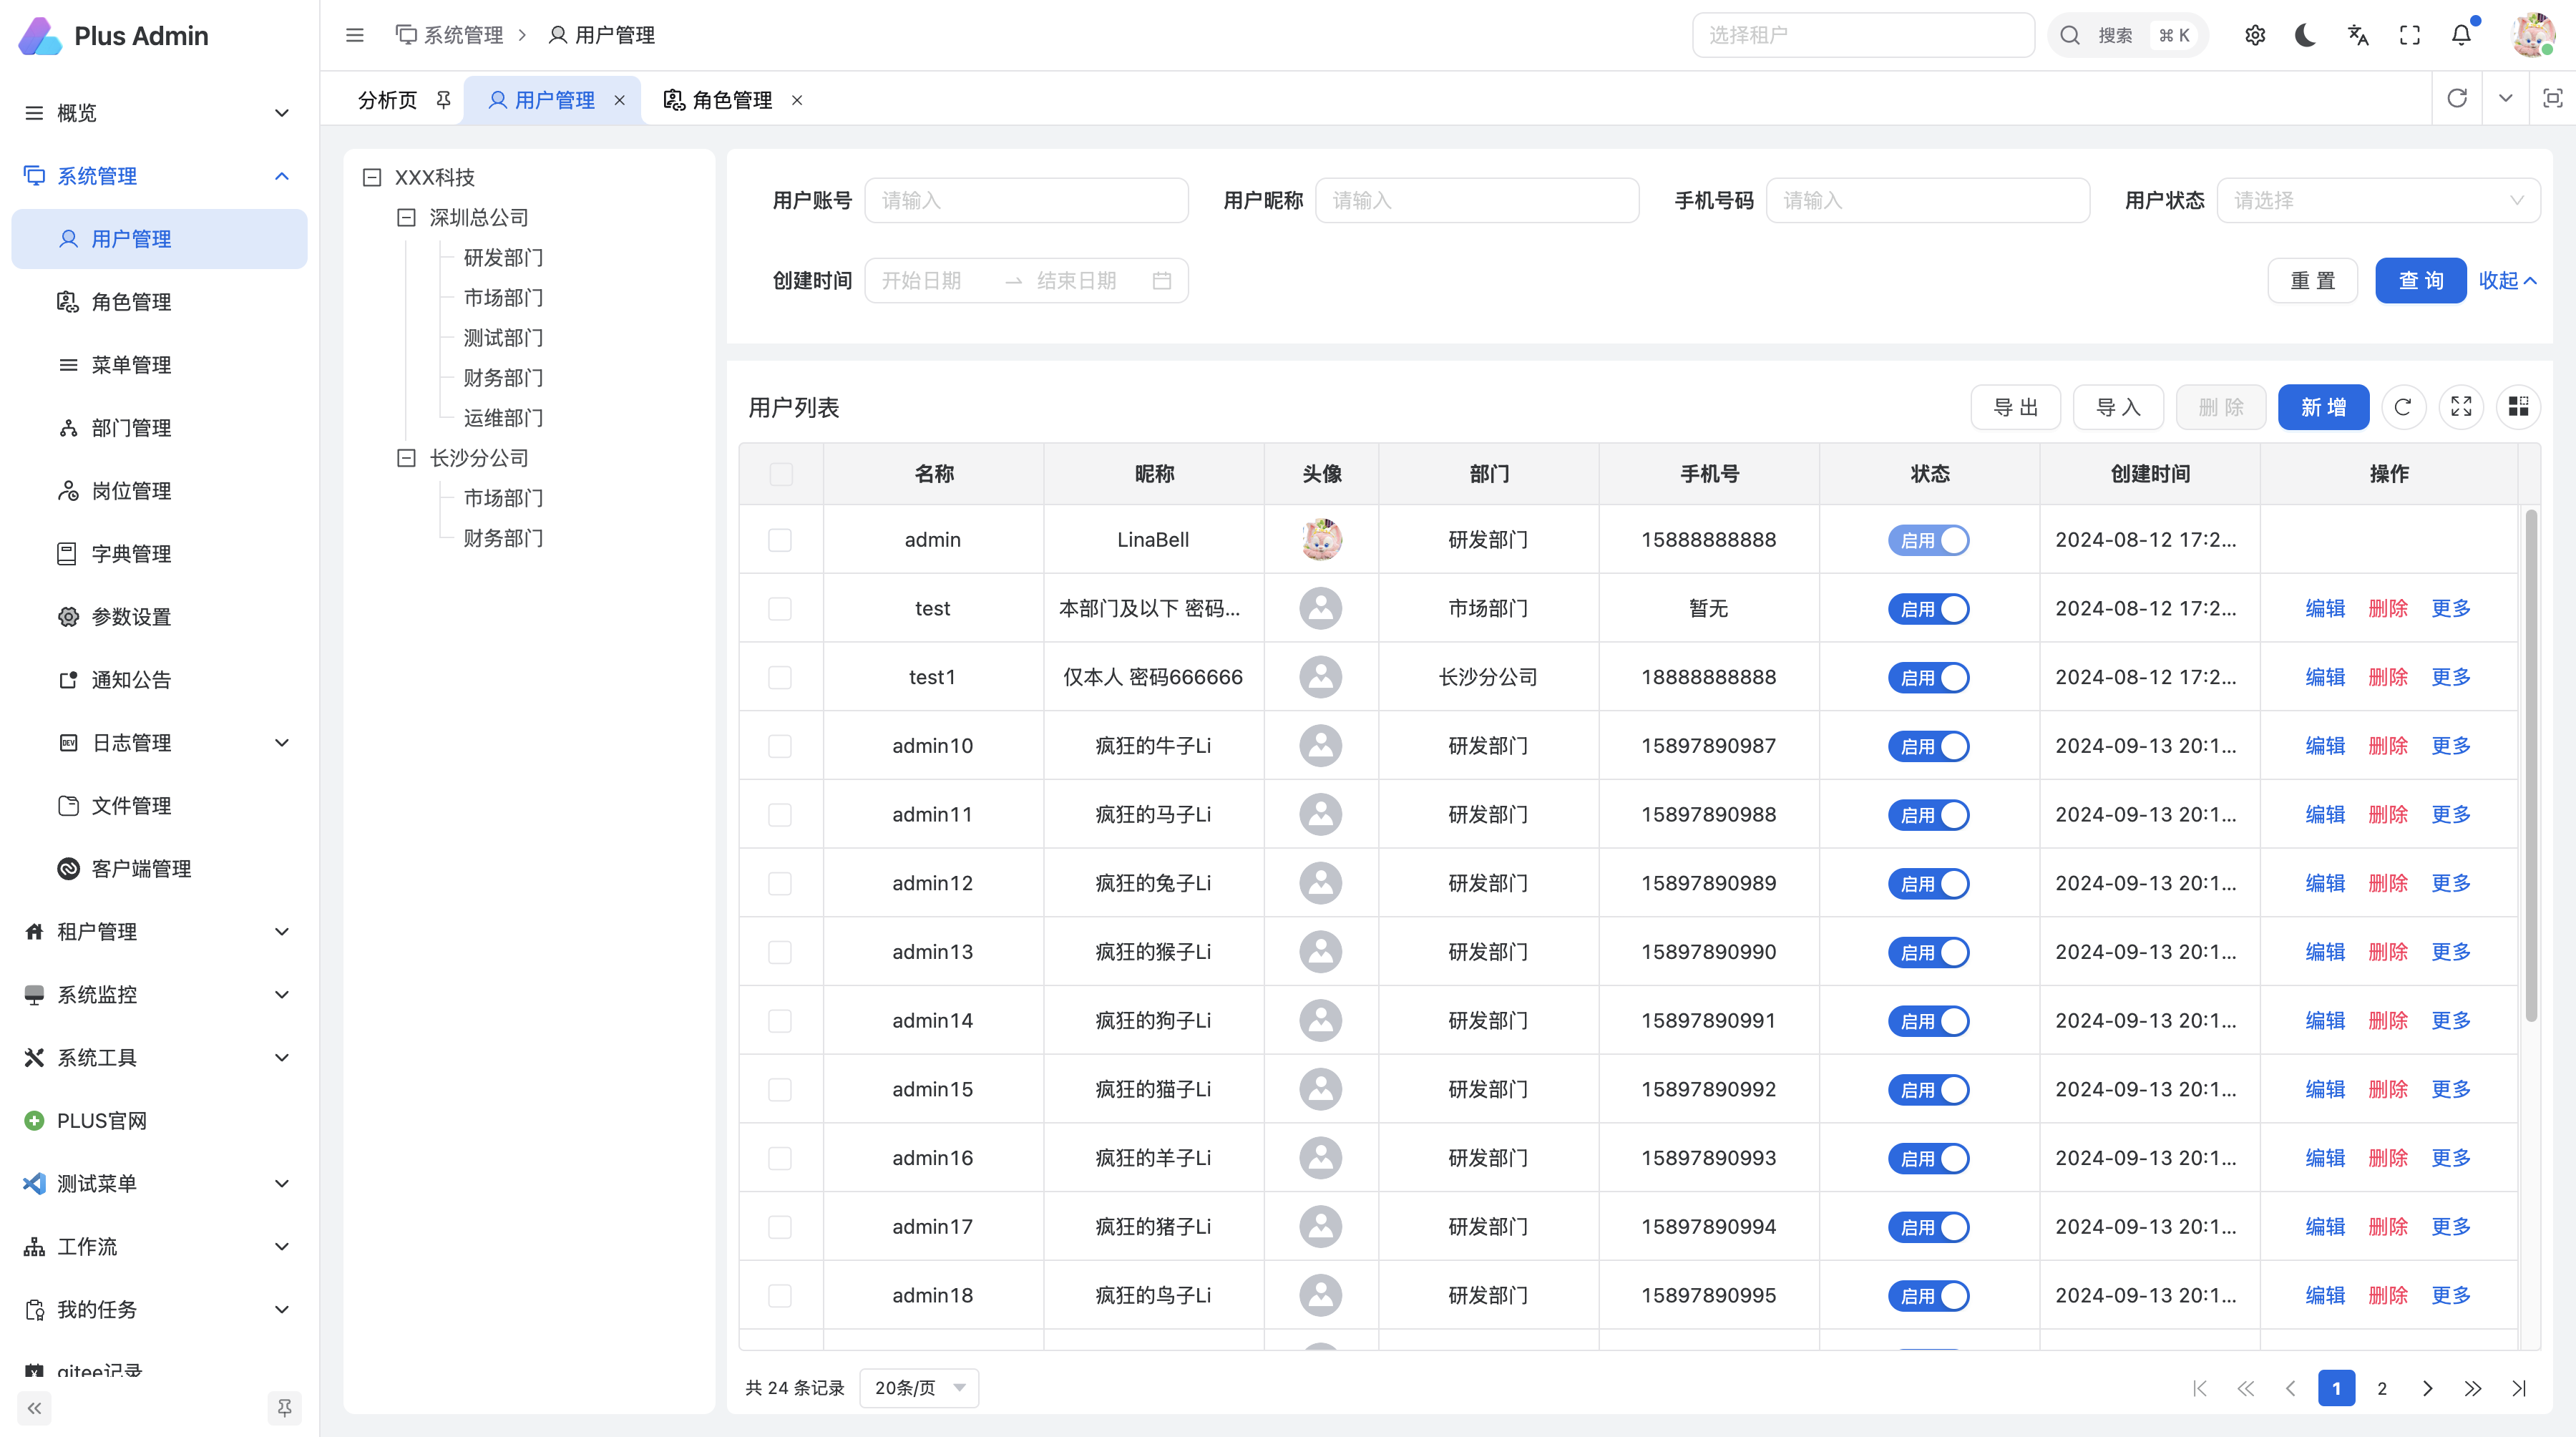 Plus Admin
概览
系统管理
用户管理
角色管理
菜单管理
部门管理
岗位管理
字典管理
参数设置
通知公告
日志管理
文件管理
客户端管理
租户管理
系统监控
系统工具
PLUS官网
测试菜单
工作流
我的任务
gitee记录
系统管理 > 用户管理
选择租户
搜索 ⌘ K
分析页 用户管理 × 角色管理 ×
XXX科技
深圳总公司
研发部门
市场部门
测试部门
财务部门
运维部门
长沙分公司
市场部门
财务部门
用户账号 请输入 用户昵称 请输入 手机号码 请输入 用户状态 请选择
创建时间 开始日期 → 结束日期 重 置 查 询 收起
用户列表 导 出 导 入 删 除 新 增
名称 昵称 头像 部门 手机号 状态 创建时间 操作
admin LinaBell 研发部门 15888888888 启用 2024-08-12 17:2...
test 本部门及以下 密码... 市场部门 暂无 启用 2024-08-12 17:2... 编辑 删除 更多
test1 仅本人 密码666666 长沙分公司 18888888888 启用 2024-08-12 17:2... 编辑 删除 更多
admin10 疯狂的牛子Li 研发部门 15897890987 启用 2024-09-13 20:1... 编辑 删除 更多
admin11 疯狂的马子Li 研发部门 15897890988 启用 2024-09-13 20:1... 编辑 删除 更多
admin12 疯狂的兔子Li 研发部门 15897890989 启用 2024-09-13 20:1... 编辑 删除 更多
admin13 疯狂的猴子Li 研发部门 15897890990 启用 2024-09-13 20:1... 编辑 删除 更多
admin14 疯狂的狗子Li 研发部门 15897890991 启用 2024-09-13 20:1... 编辑 删除 更多
admin15 疯狂的猫子Li 研发部门 15897890992 启用 2024-09-13 20:1... 编辑 删除 更多
admin16 疯狂的羊子Li 研发部门 15897890993 启用 2024-09-13 20:1... 编辑 删除 更多
admin17 疯狂的猪子Li 研发部门 15897890994 启用 2024-09-13 20:1... 编辑 删除 更多
admin18 疯狂的鸟子Li 研发部门 15897890995 启用 2024-09-13 20:1... 编辑 删除 更多
共 24 条记录 20条/页 1 2